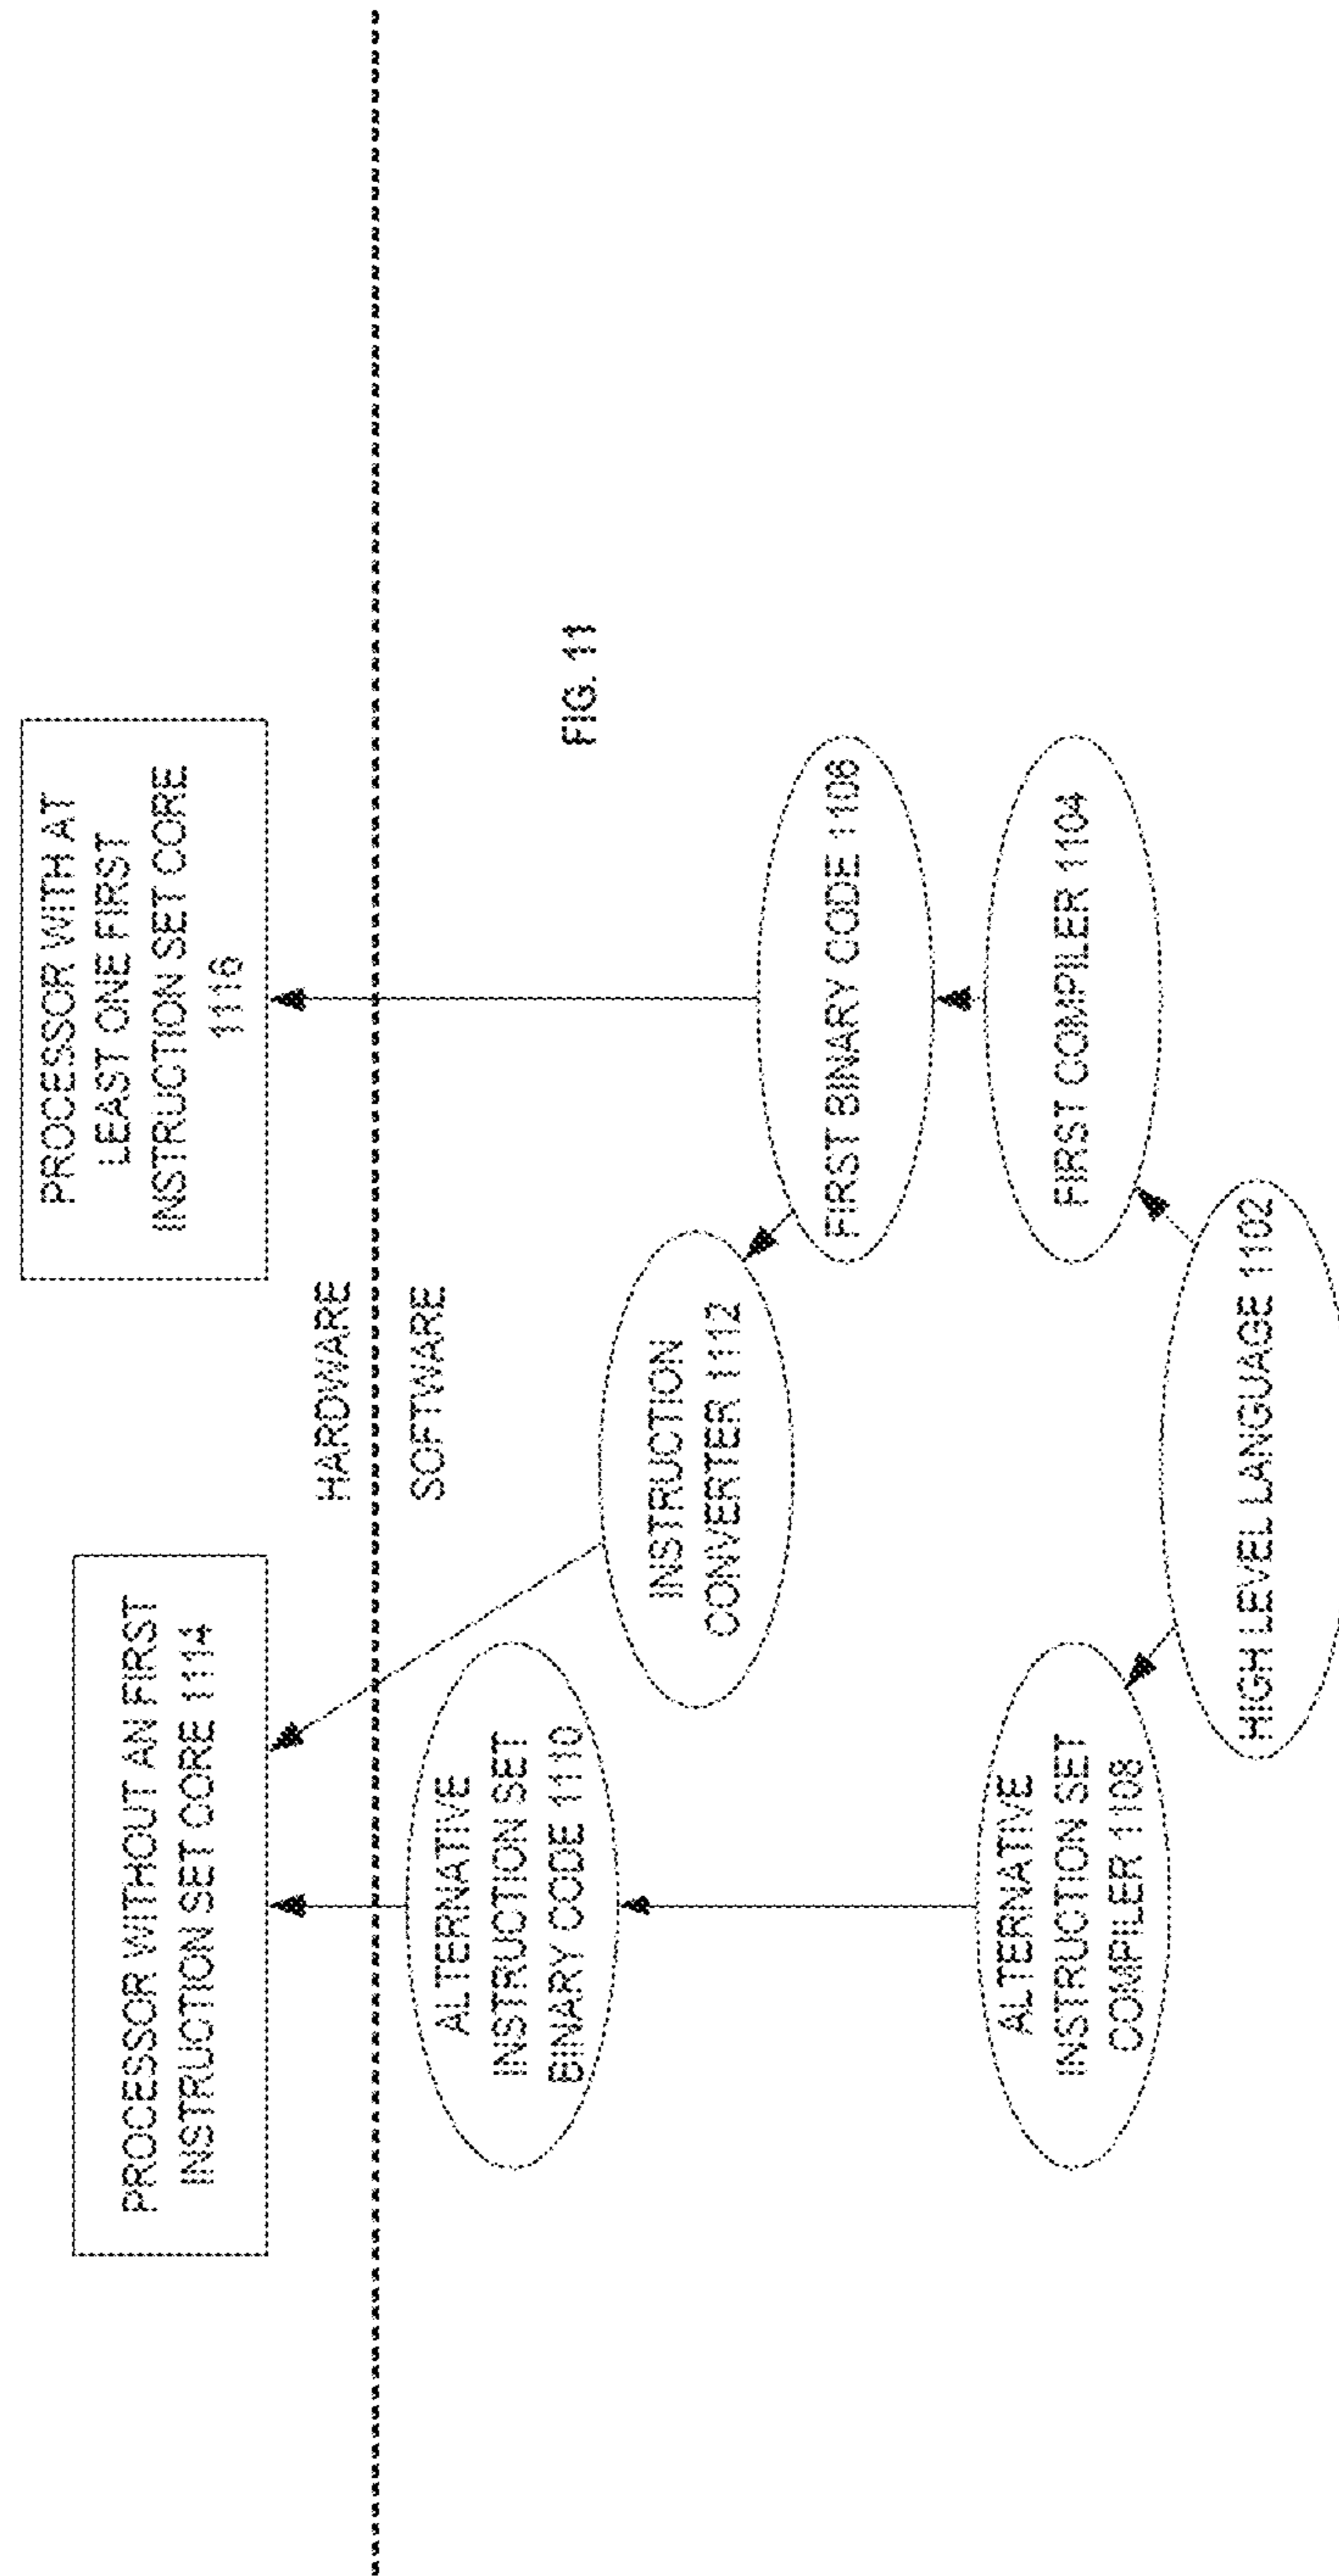 PROCESSOR WITHOUT AN FIRST
INSTRUCTION SET CORE 1114
PROCESSOR WITH AT
LEAST ONE FIRST
INSTRUCTION SET CORE
1116
HARDWARE
SOFTWARE
ALTERNATIVE
INSTRUCTION SET
BINARY CODE 1110
FIG. 11
INSTRUCTION
CONVERTER 1112
FIRST BINARY CODE 1106
ALTERNATIVE
INSTRUCTION SET
COMPILER 1108
FIRST COMPILER 1104
HIGH LEVEL LANGUAGE 1102